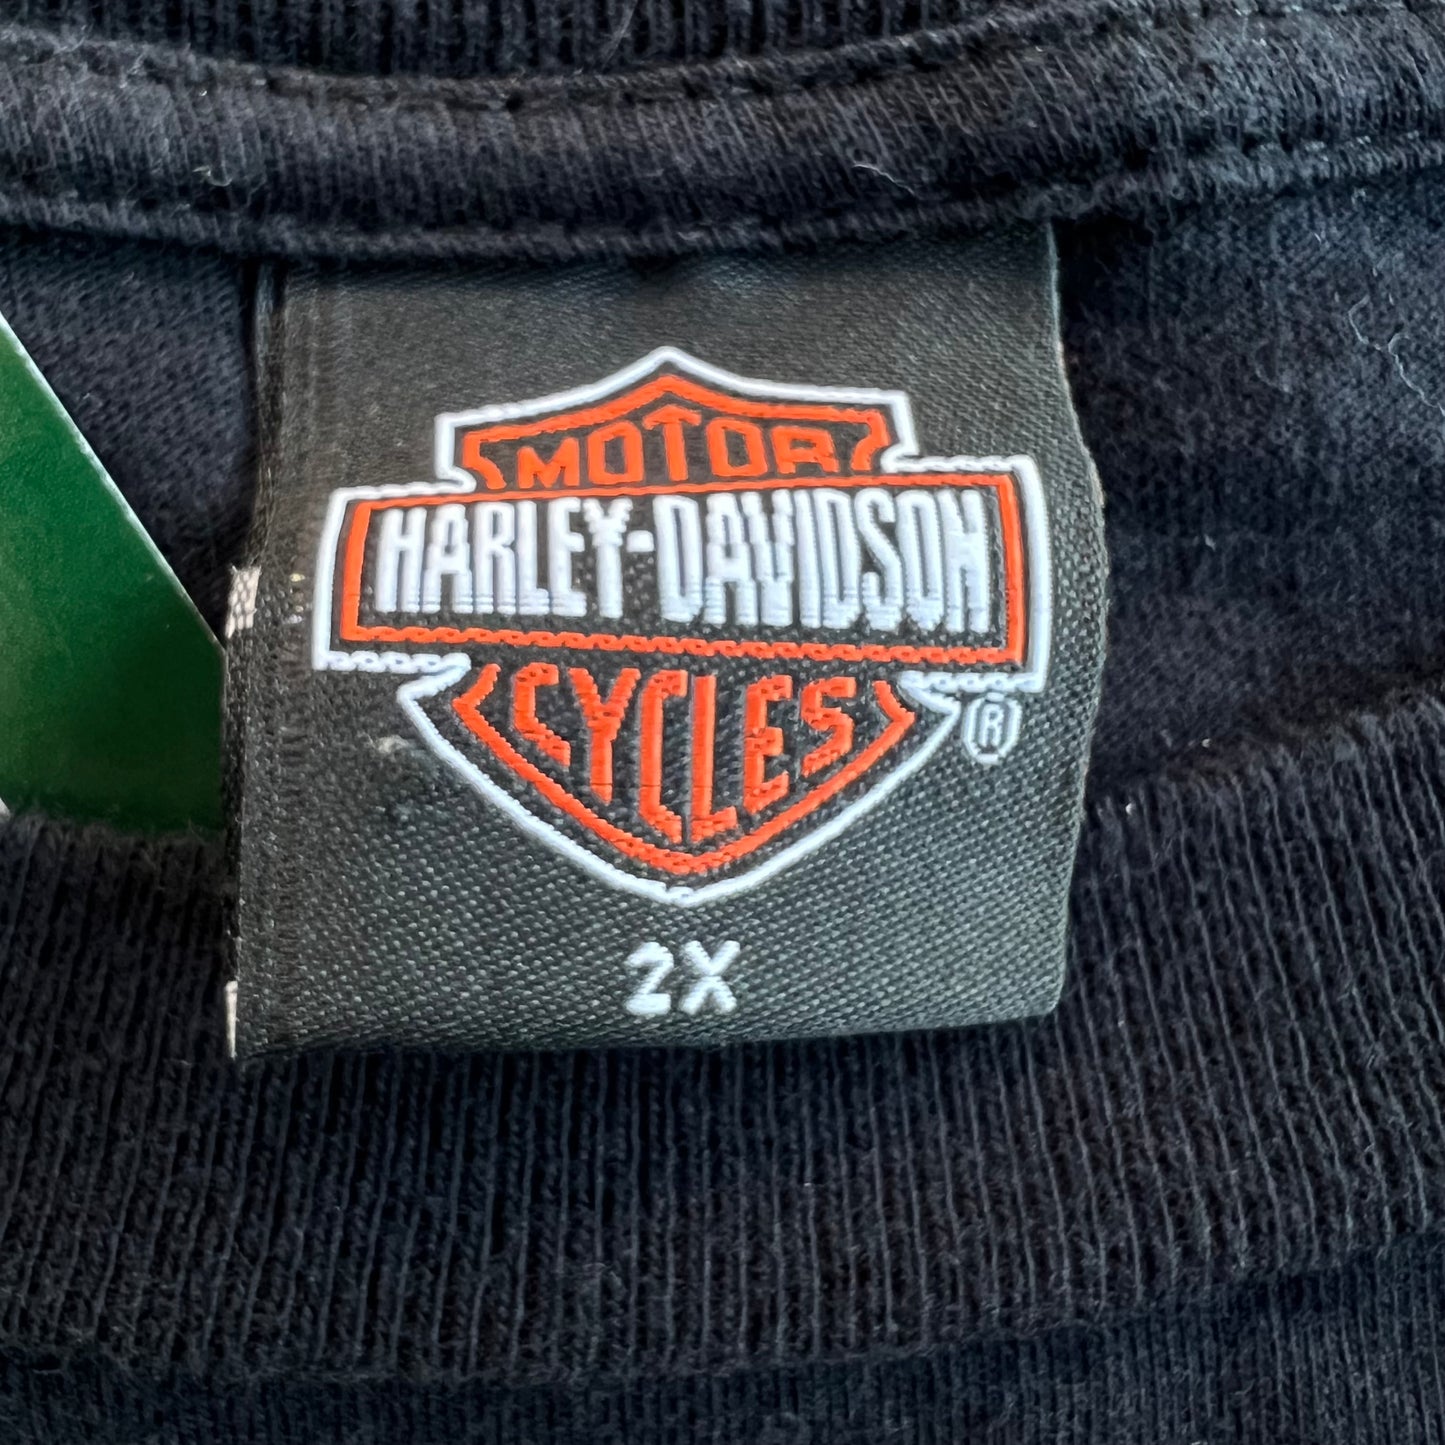 MOTOR
HARLEY-DAVIDSON
CYCLES
®
2X